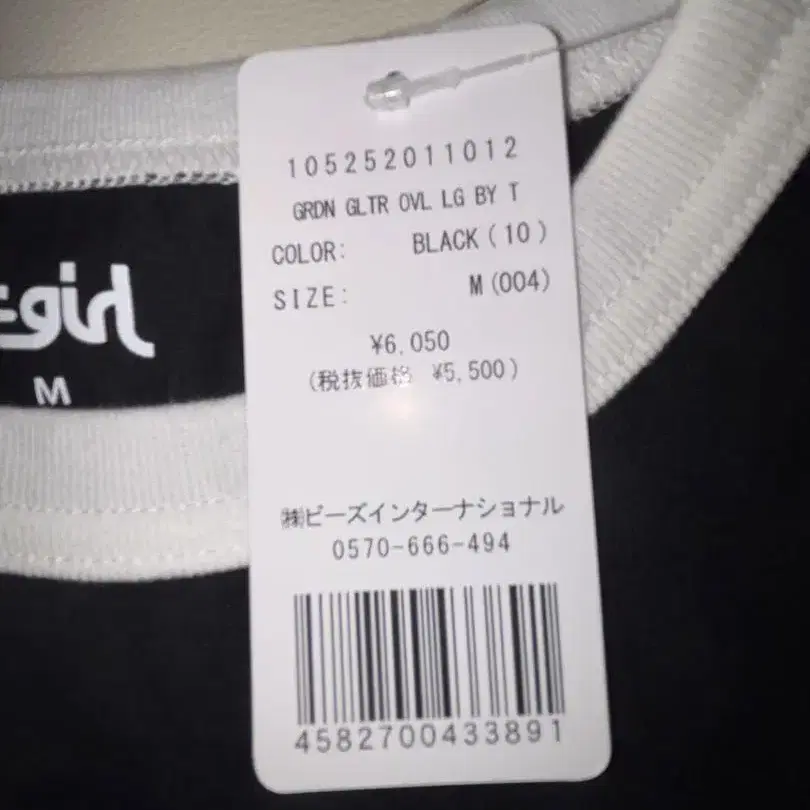 105252011012
GRDN GLTR OVL LG BY T
COLOR: BLACK(10)
SIZE: M(004)
¥6,050
(税抜価格 ¥5,500)
㈱ビーズインターナショナル
0570-666-494
4582700433891
girl
M